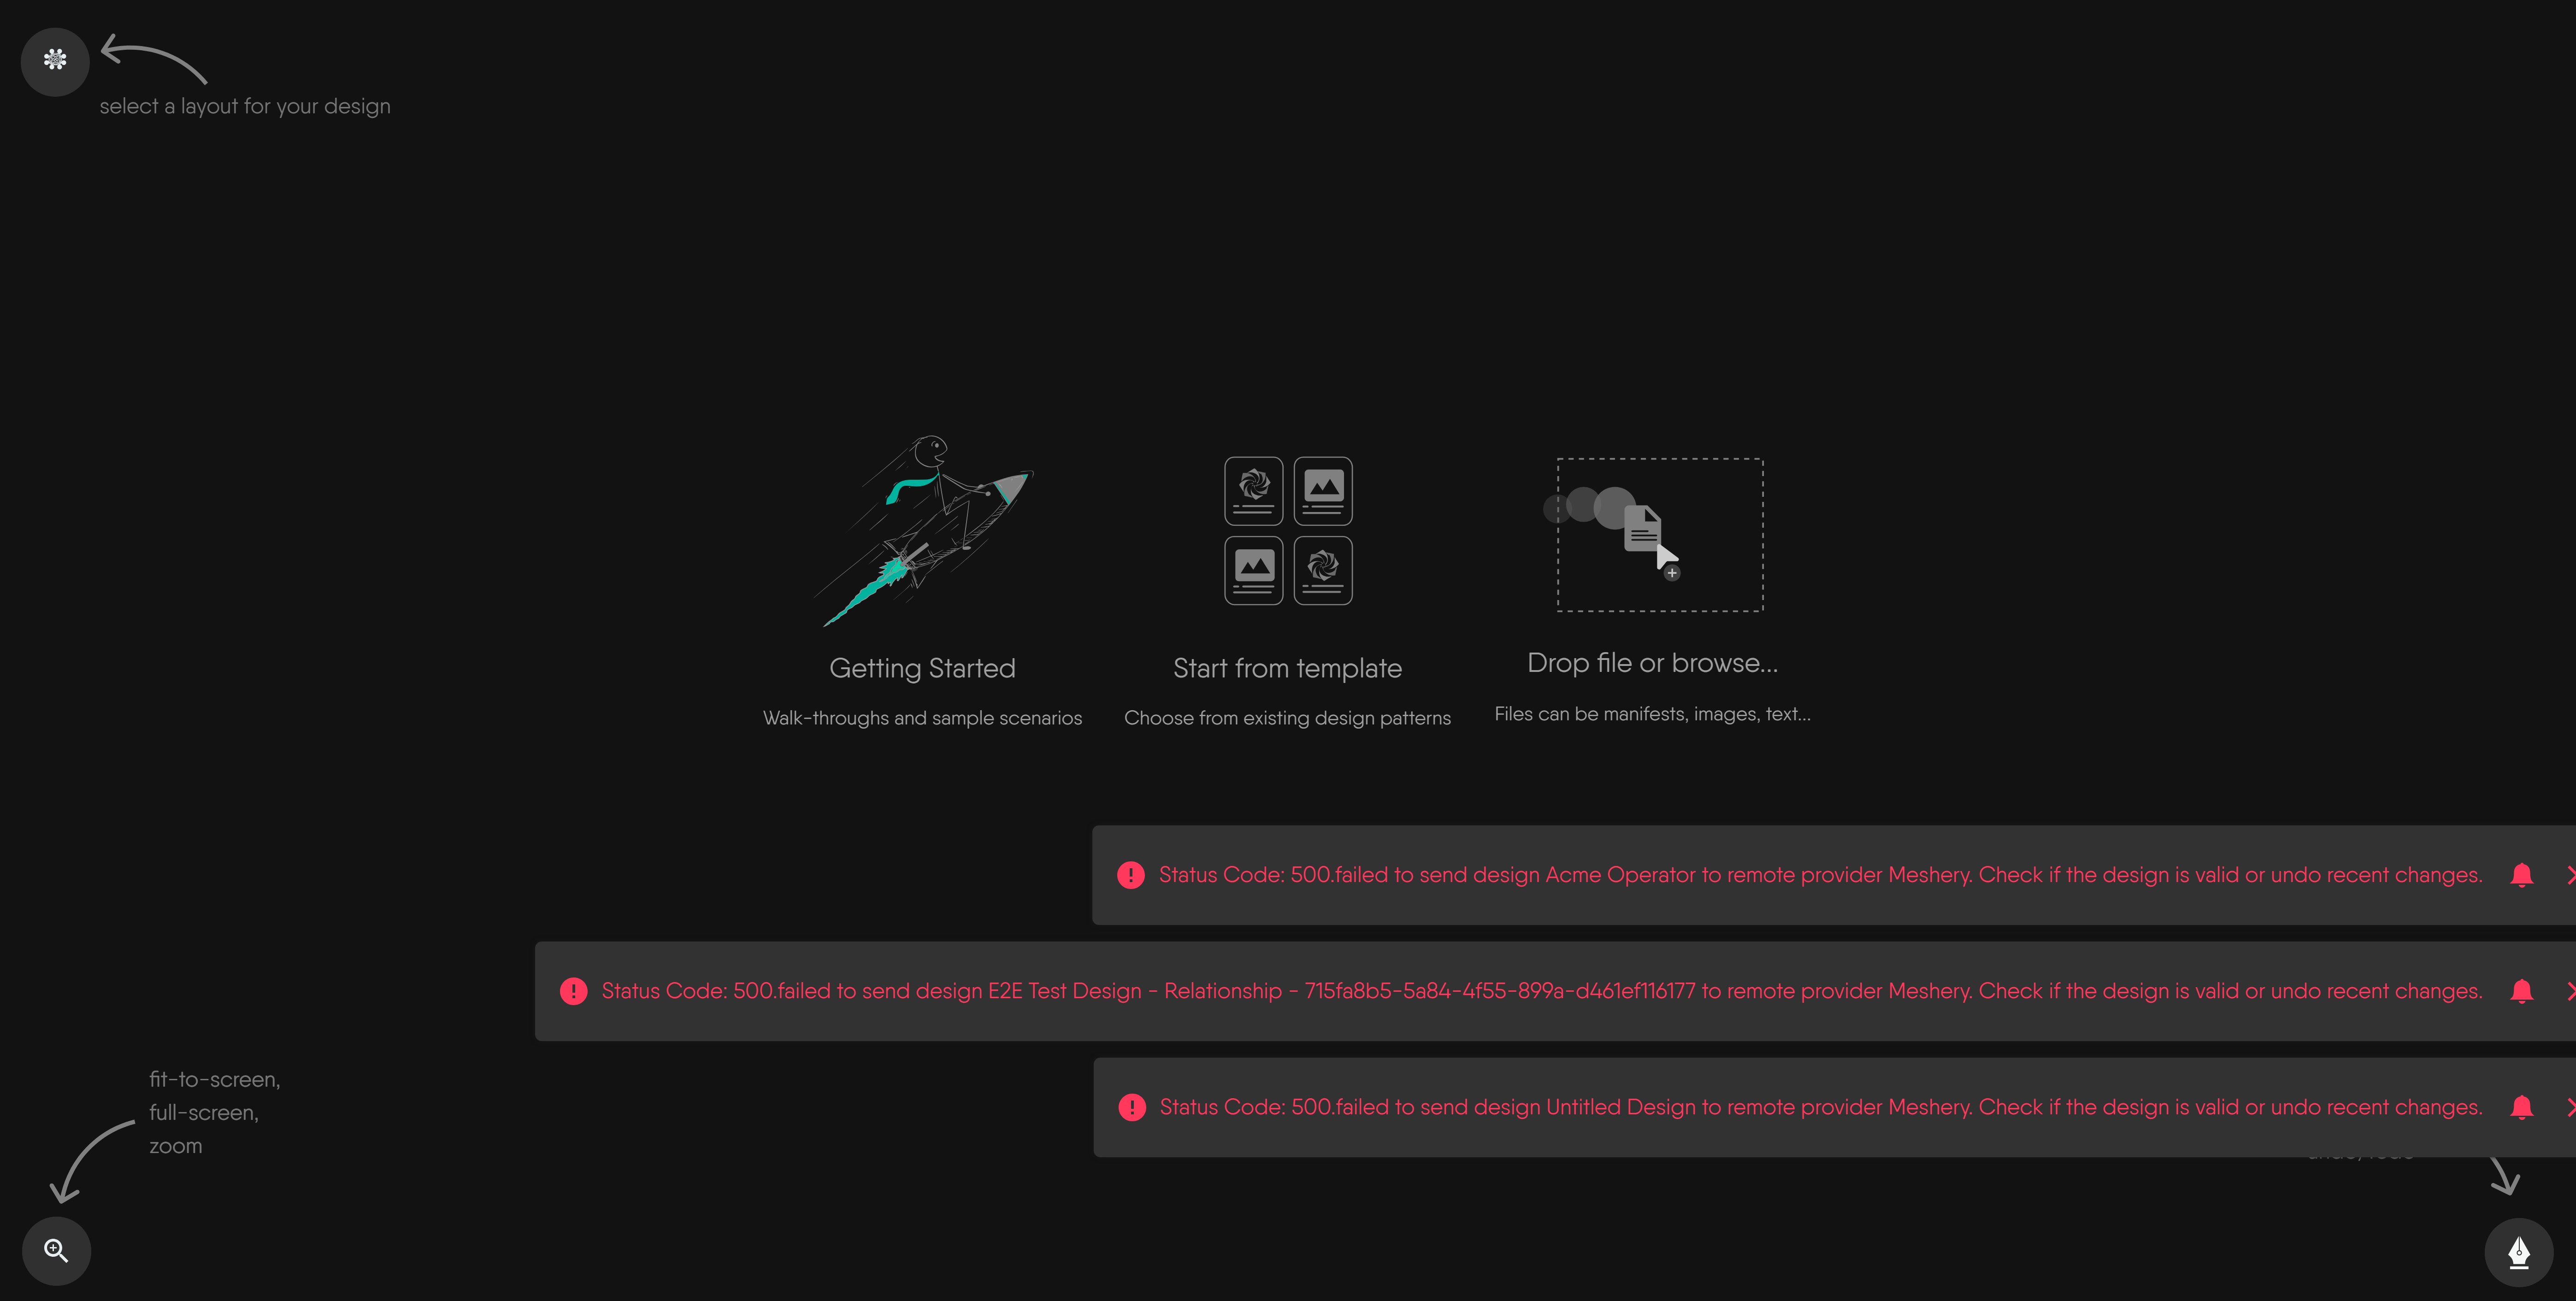 select a layout for your design
Getting Started
Start from template
Drop file or browse...
Walk-throughs and sample scenarios
Choose from existing design patterns
Files can be manifests, images, text...
Status Code: 500.failed to send design Acme Operator to remote provider Meshery. Check if the design is valid or undo recent changes.
Status Code: 500.failed to send design E2E Test Design - Relationship - 715fa8b5-5a84-4f55-899a-d461ef116177 to remote provider Meshery. Check if the design is valid or undo recent changes.
Status Code: 500.failed to send design Untitled Design to remote provider Meshery. Check if the design is valid or undo recent changes.
fit-to-screen,
full-screen,
zoom